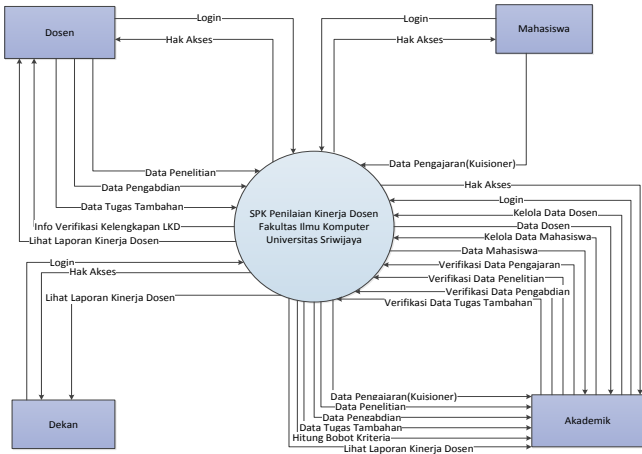 Dosen
Login
Hak Akses
Login
Hak Akses
Mahasiswa
Data Penelitian
Data Pengabdian
Data Tugas Tambahan
Info Verifikasi Kelengkapan LKD
Lihat Laporan Kinerja Dosen
Data Pengajaran(Kuisioner)
SPK Penilaian Kinerja Dosen
Fakultas Ilmu Komputer
Universitas Sriwijaya
Hak Akses
Login
Kelola Data Dosen
Data Dosen
Kelola Data Mahasiswa
Data Mahasiswa
Verifikasi Data Pengajaran
Verifikasi Data Penelitian
Verifikasi Data Pengabdian
Verifikasi Data Tugas Tambahan
Login
Hak Akses
Lihat Laporan Kinerja Dosen
Dekan
Data Pengajaran(Kuisioner)
Data Penelitian
Data Pengabdian
Data Tugas Tambahan
Hitung Bobot Kriteria
Lihat Laporan Kinerja Dosen
Akademik